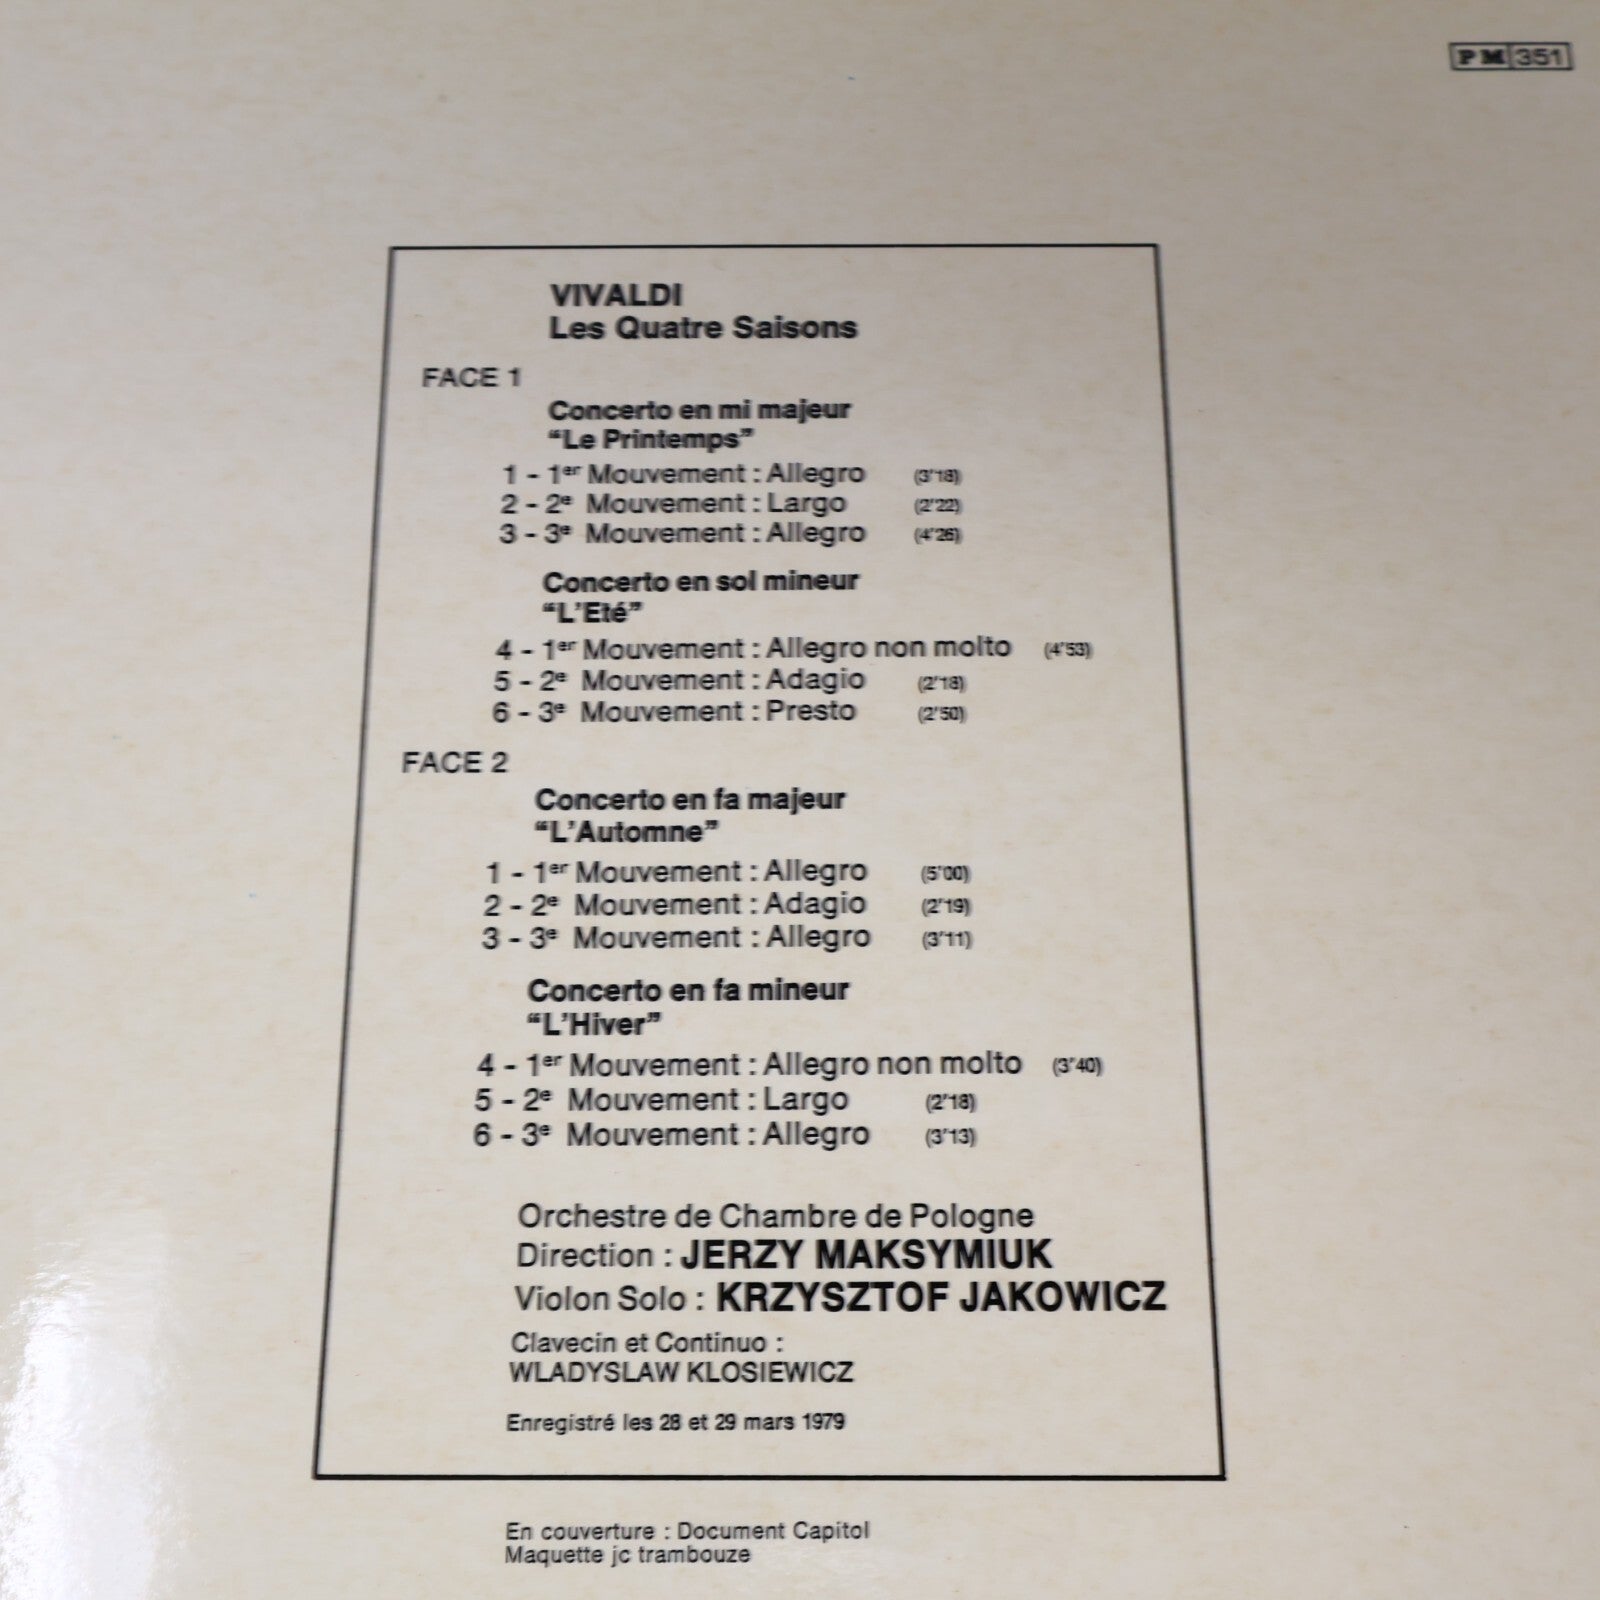 PM 351
VIVALDI
Les Quatre Saisons
FACE 1
Concerto en mi majeur
“Le Printemps”
1 - 1er Mouvement : Allegro (3'18)
2 - 2e Mouvement : Largo (2'22)
3 - 3e Mouvement : Allegro (4'26)
Concerto en sol mineur
“L'Eté”
4 - 1er Mouvement : Allegro non molto (4'53)
5 - 2e Mouvement : Adagio (2'18)
6 - 3e Mouvement : Presto (2'50)
FACE 2
Concerto en fa majeur
“L'Automne”
1 - 1er Mouvement : Allegro (5'00)
2 - 2e Mouvement : Adagio (2'19)
3 - 3e Mouvement : Allegro (3'11)
Concerto en fa mineur
“L'Hiver”
4 - 1er Mouvement : Allegro non molto (3'40)
5 - 2e Mouvement : Largo (2'18)
6 - 3e Mouvement : Allegro (3'13)
Orchestre de Chambre de Pologne
Direction : JERZY MAKSYMIUK
Violon Solo : KRZYSZTOF JAKOWICZ
Clavecin et Continuo :
WLADYSLAW KLOSIEWICZ
Enregistré les 28 et 29 mars 1979
En couverture : Document Capitol
Maquette jc trambouze